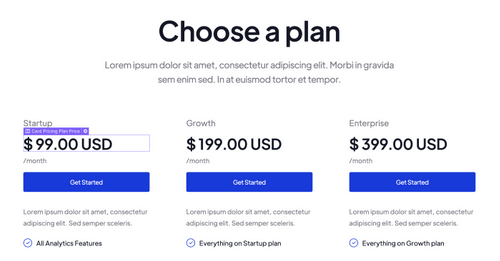 Choose a plan
Lorem ipsum dolor sit amet, consectetur adipiscing elit. Morbi in gravida
sem enim sed. In at euismod tortor et tempor.
Startup
Card Pricing Plan Price
$ 99.00 USD
/month
Get Started
Lorem ipsum dolor sit amet, consectetur
adipiscing elit. Sed semper sceleris.
All Analytics Features
Growth
$ 199.00 USD
/month
Get Started
Lorem ipsum dolor sit amet, consectetur
adipiscing elit. Sed semper sceleris.
Everything on Startup plan
Enterprise
$ 399.00 USD
/month
Get Started
Lorem ipsum dolor sit amet, consectetur
adipiscing elit. Sed semper sceleris.
Everything on Growth plan